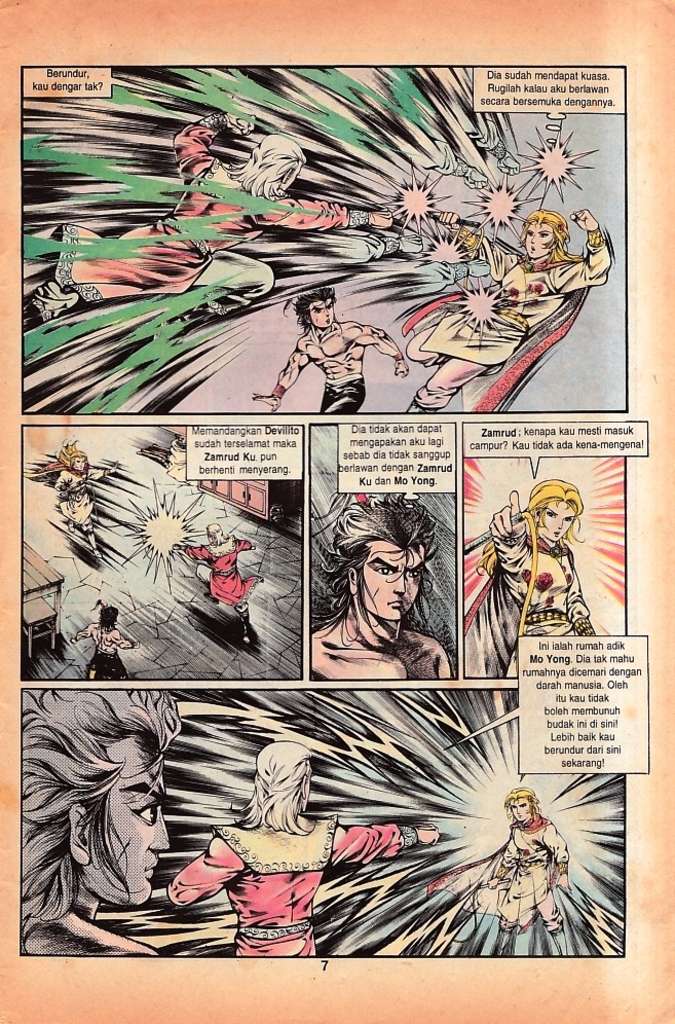 Berundur,
kau dengar tak?
Dia sudah mendapat kuasa.
Rugilah kalau aku berlawan
secara bersemuka dengannya.
Memandangkan Devilito
sudah terselamat maka
Zamrud Ku, pun
berhenti menyerang.
Dia tidak akan dapat
mengapakan aku lagi
sebab dia tidak sanggup
berlawan dengan Zamrud
Ku dan Mo Yong.
Zamrud; kenapa kau mesti masuk
campur? Kau tidak ada kena-mengena!
Ini ialah rumah adik
Mo Yong. Dia tak mahu
rumahnya dicemari dengan
darah manusia. Oleh
itu kau tidak
boleh membunuh
budak ini di sini!
Lebih baik kau
berundur dari sini
sekarang!
7